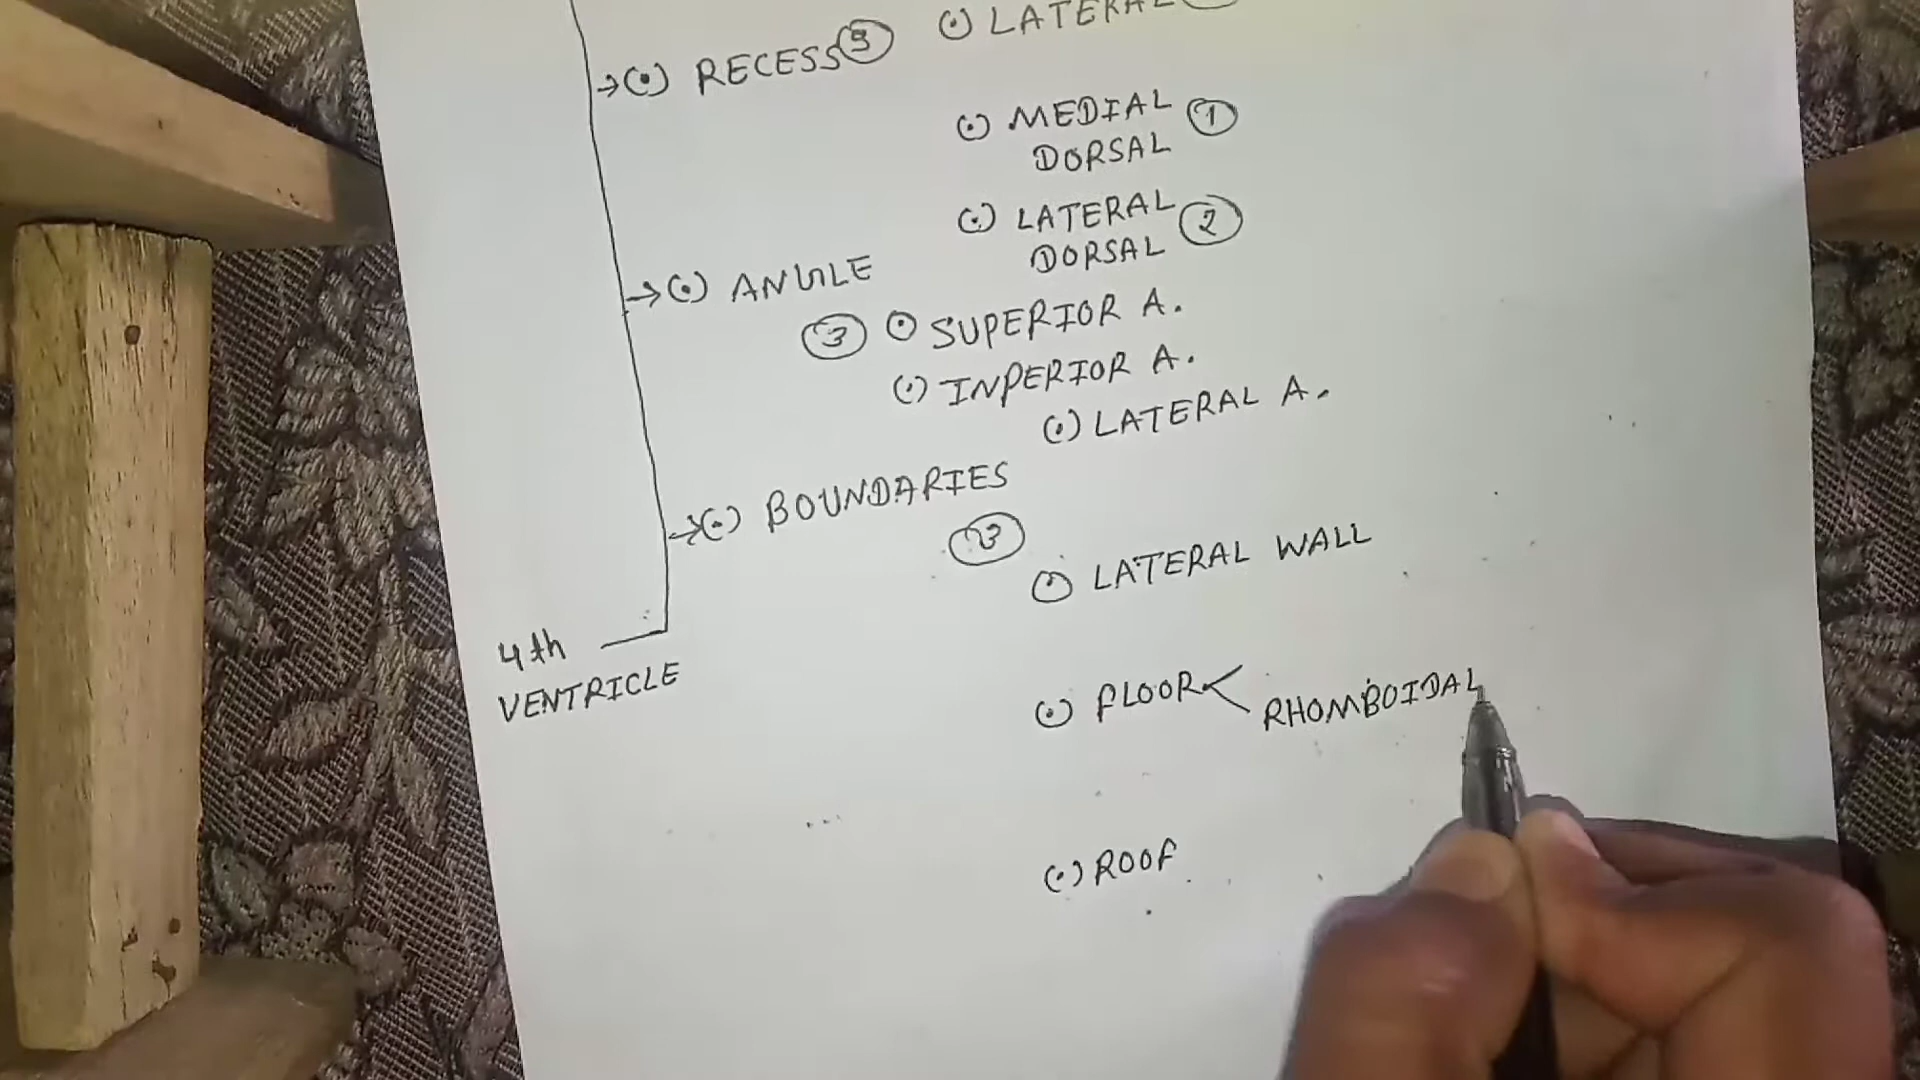 RECESS 5 LATERAL
MEDIAL 1
DORSAL
LATERAL 2
DORSAL
ANGLE
3 SUPERIOR A.
INFERIOR A.
LATERAL A.
BOUNDARIES
3
LATERAL WALL
4th
VENTRICLE
FLOOR < RHOMBOIDAL
ROOF